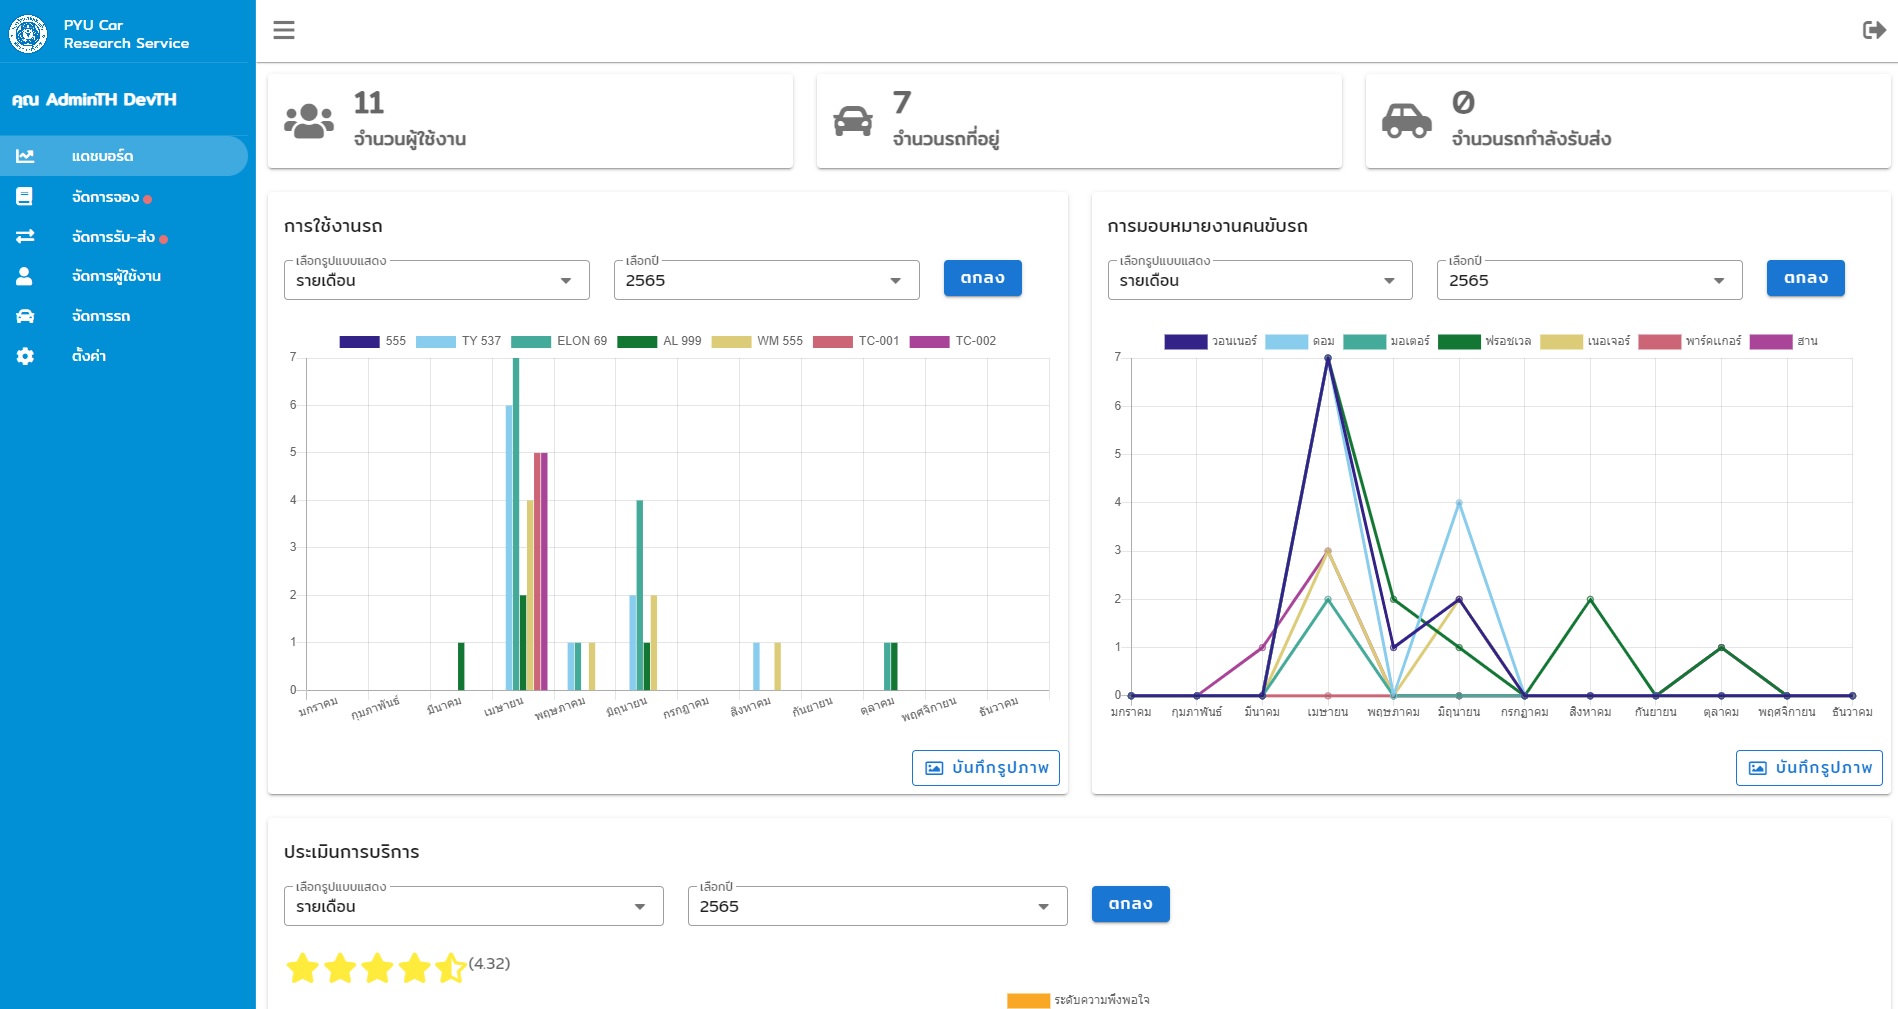 PYU Car
Research Service
คุณ AdminTH DevTH
แดชบอร์ด
จัดการจอง
จัดการรับ-ส่ง
จัดการผู้ใช้งาน
จัดการรถ
ตั้งค่า
11
จำนวนผู้ใช้งาน
7
จำนวนรถที่อยู่
0
จำนวนรถกำลังรับส่ง
การใช้งานรถ
เลือกรูปแบบแสดง
รายเดือน
เลือกปี
2565
ตกลง
555 TY 537 ELON 69 AL 999 WM 555 TC-001 TC-002
7
6
5
4
3
2
1
0
มกราคม กุมภาพันธ์ มีนาคม เมษายน พฤษภาคม มิถุนายน กรกฎาคม สิงหาคม กันยายน ตุลาคม พฤศจิกายน ธันวาคม
บันทึกรูปภาพ
การมอบหมายงานคนขับรถ
เลือกรูปแบบแสดง
รายเดือน
เลือกปี
2565
ตกลง
วอนเนอร์ ดอม มอเตอร์ ฟรอชเวล เนอเจอร์ พาร์คแเกอร์ ฮาน
7
6
5
4
3
2
1
0
มกราคม กุมภาพันธ์ มีนาคม เมษายน พฤษภาคม มิถุนายน กรกฎาคม สิงหาคม กันยายน ตุลาคม พฤศจิกายน ธันวาคม
บันทึกรูปภาพ
ประเมินการบริการ
เลือกรูปแบบแสดง
รายเดือน
เลือกปี
2565
ตกลง
(4.32)
ระดับความพึงพอใจ